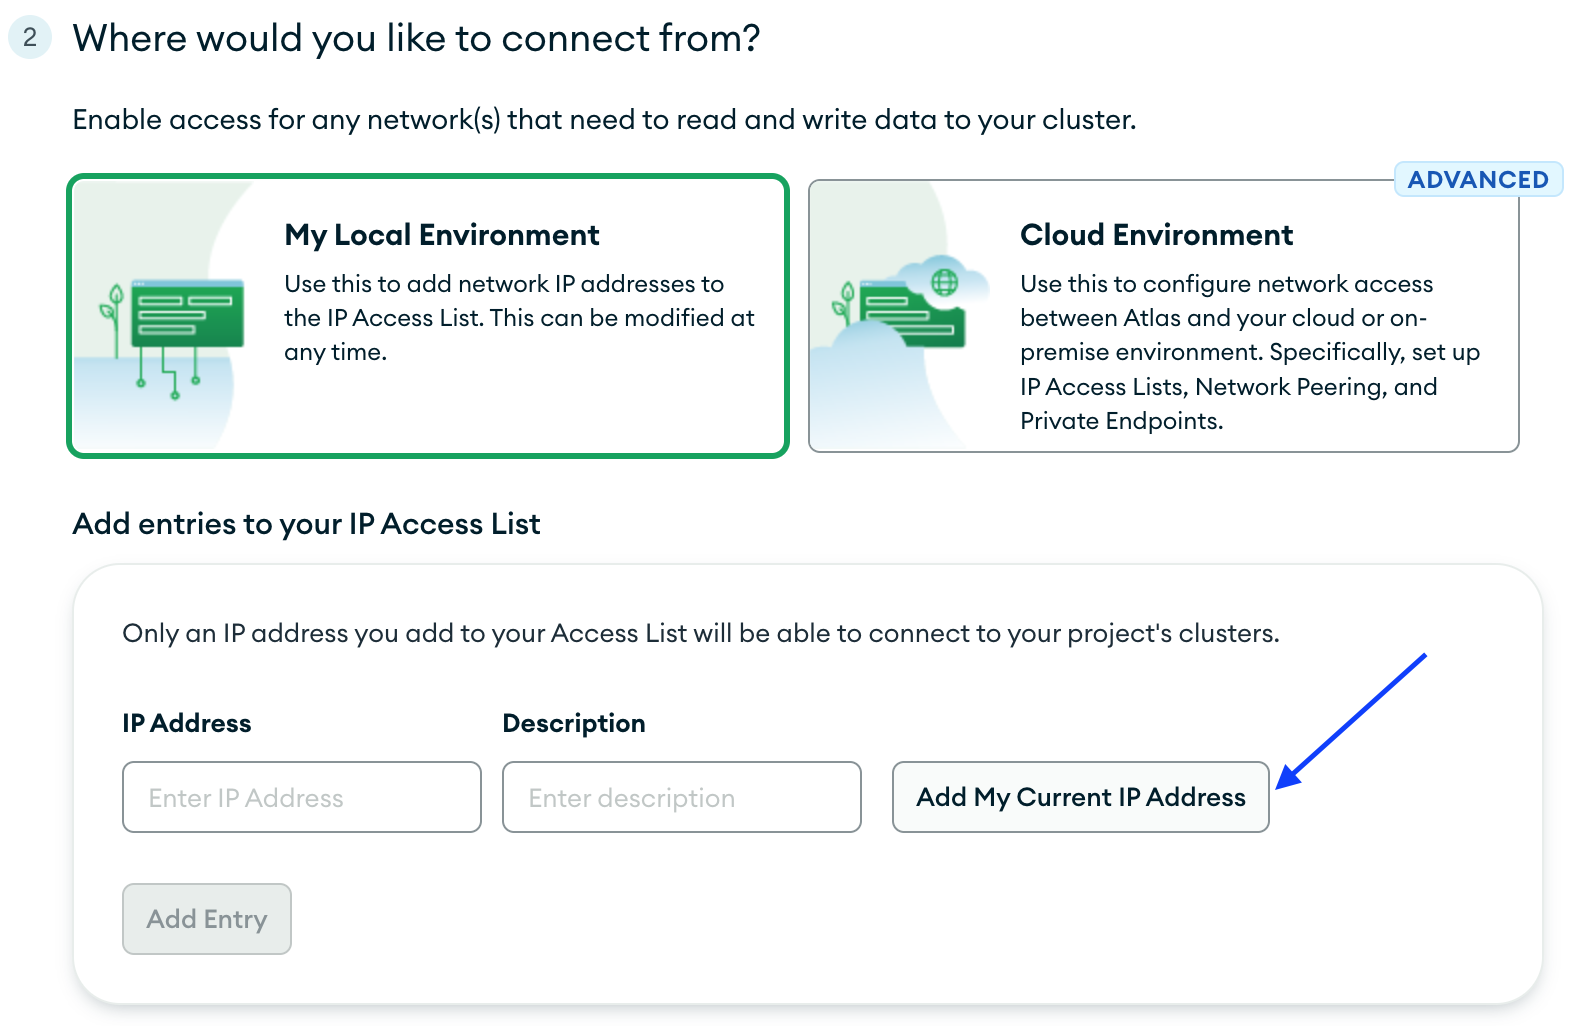 2
Where would you like to connect from?
Enable access for any network(s) that need to read and write data to your cluster.
My Local Environment
Use this to add network IP addresses to
the IP Access List. This can be modified at
any time.
ADVANCED
Cloud Environment
Use this to configure network access
between Atlas and your cloud or on-
premise environment. Specifically, set up
IP Access Lists, Network Peering, and
Private Endpoints.
Add entries to your IP Access List
Only an IP address you add to your Access List will be able to connect to your project's clusters.
IP Address
Description
Enter IP Address
Enter description
Add My Current IP Address
Add Entry